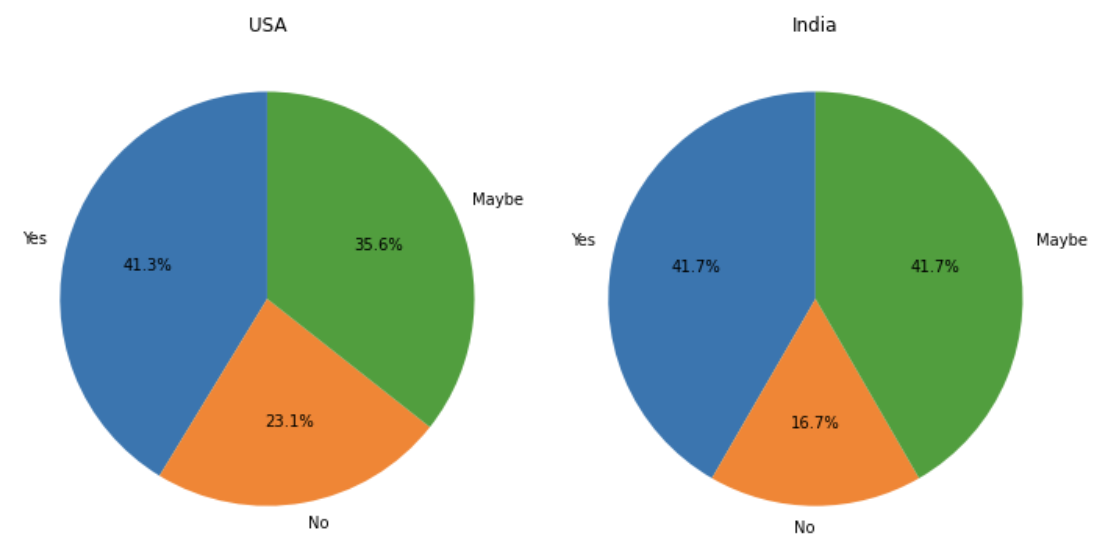 USA
Yes
41.3%
Maybe
35.6%
23.1%
No
India
Yes
41.7%
Maybe
41.7%
16.7%
No